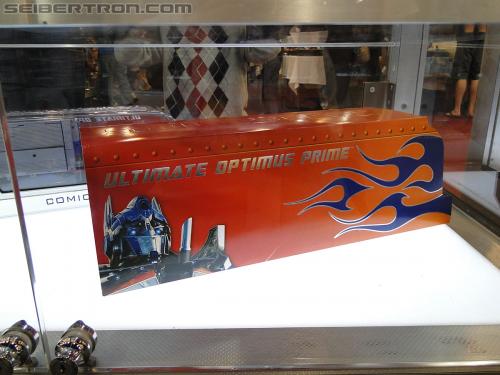 SEIBERTRON.COM
ULTIMATE OPTIMUS PRIME
COMIC